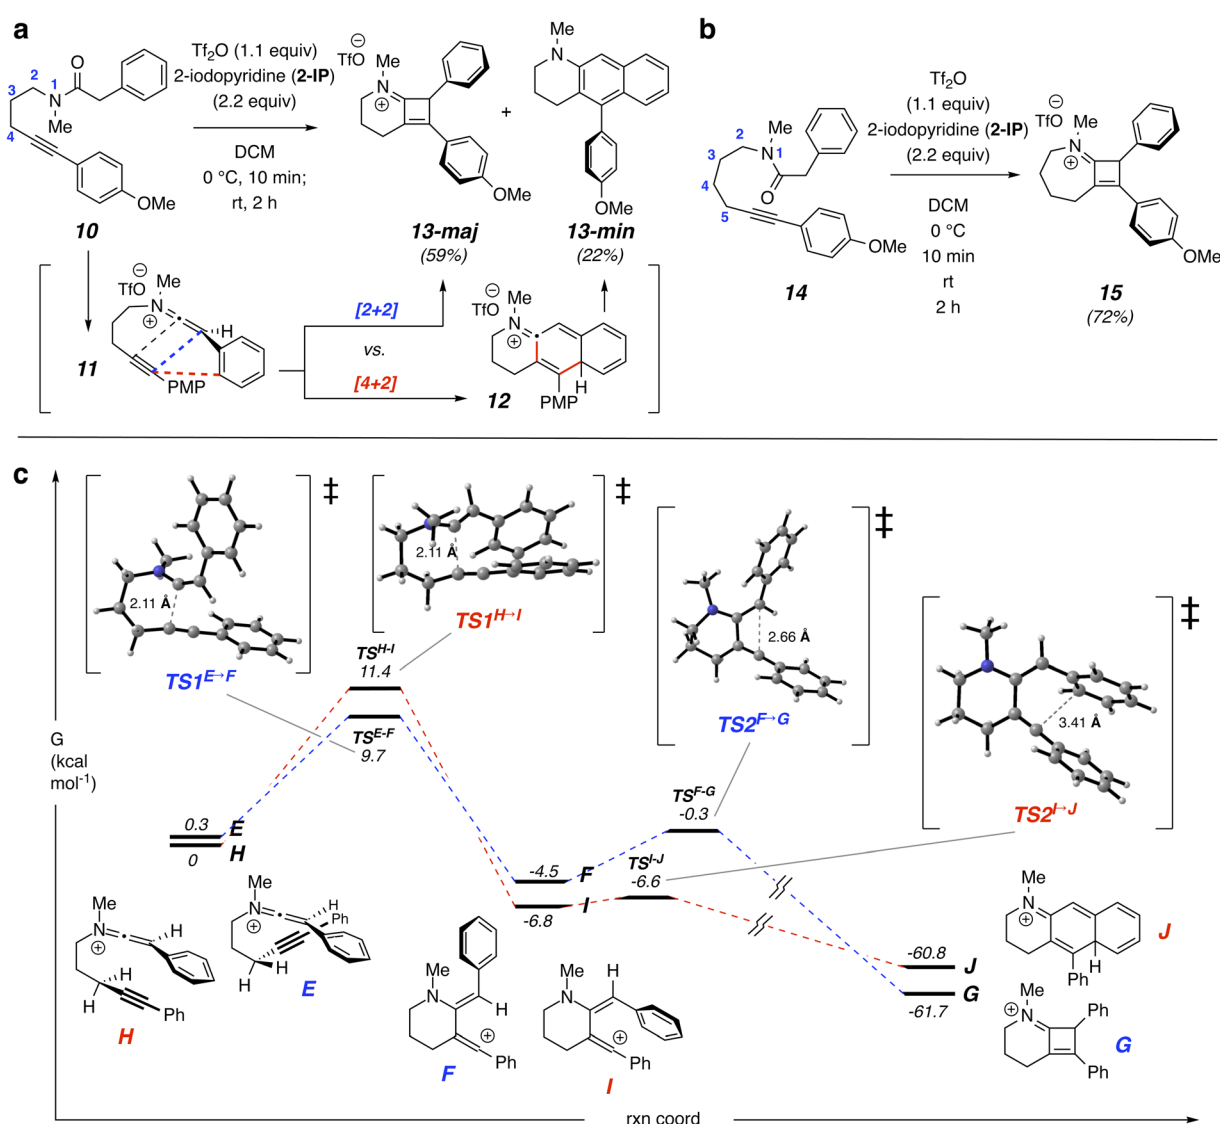 a
Tf₂O (1.1 equiv)
2-iodopyridine (2-IP)
(2.2 equiv)
DCM
0 °C, 10 min;
rt, 2 h
O
2
3
1
N
Me
4
OMe
10
TfO
⊖
Me
N
⊕
OMe
13-maj
(59%)
+
Me
N
OMe
13-min
(22%)
⊖
TfO
Me
N
⊕
H
PMP
11
[2+2]
vs.
[4+2]
⊖
TfO
Me
N
⊕
H
PMP
12
b
Me
N
1
2
3
4
5
O
OMe
14
Tf₂O
(1.1 equiv)
2-iodopyridine (2-IP)
(2.2 equiv)
DCM
0 °C
10 min
rt
2 h
⊖
TfO
Me
N
⊕
OMe
15
(72%)
c
G
(kcal
mol⁻¹)
2.11 Å
‡
TS1ᴱ→ꟳ
2.11 Å
‡
TS1ᴴ→ᴵ
2.66 Å
‡
TS2ꟳ→ᴳ
3.41 Å
‡
TS2ᴵ→ᴶ
TSᴴ⁻ᴵ
11.4
TSᴱ⁻ꟳ
9.7
TSꟳ⁻ᴳ
-0.3
TSᴵ⁻ᴶ
-6.6
0.3 E
0 H
-4.5 F
-6.8 I
-60.8 J
-61.7 G
Me
N
⊕
H
H
H
Ph
H
Me
N
⊕
H
Ph
H
H
E
Me
N
H
⊕
Ph
F
Me
N
H
⊕
Ph
I
Me
N
⊕
Ph
H
J
Me
N
⊕
Ph
Ph
G
rxn coord